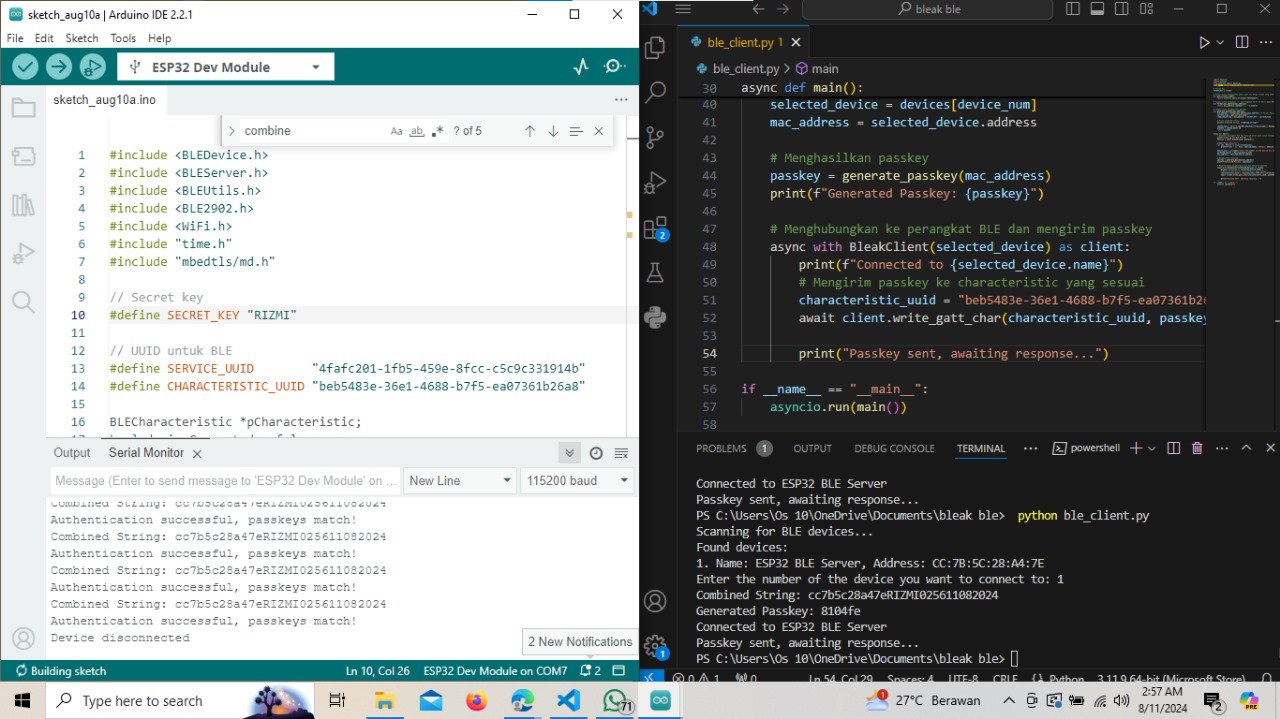 sketch_aug10a | Arduino IDE 2.2.1
File Edit Sketch Tools Help
ESP32 Dev Module
sketch_aug10a.ino
combine
Aa ab ? of 5
1 #include <BLEDevice.h>
2 #include <BLEServer.h>
3 #include <BLEUtils.h>
4 #include <BLE2902.h>
5 #include <WiFi.h>
6 #include "time.h"
7 #include "mbedtls/md.h"
8
9 // Secret key
10 #define SECRET_KEY "RIZMI"
11
12 // UUID untuk BLE
13 #define SERVICE_UUID "4fafc201-1fb5-459e-8fcc-c5c9c331914b"
14 #define CHARACTERISTIC_UUID "beb5483e-36e1-4688-b7f5-ea07361b26a8"
15
16 BLECharacteristic *pCharacteristic;
Output Serial Monitor
Message (Enter to send message to 'ESP32 Dev Module' on ...
New Line
115200 baud
Combined String: cc7b5c28a47eRIZMI025611082024
Authentication successful, passkeys match!
Combined String: cc7b5c28a47eRIZMI025611082024
Authentication successful, passkeys match!
Combined String: cc7b5c28a47eRIZMI025611082024
Authentication successful, passkeys match!
Combined String: cc7b5c28a47eRIZMI025611082024
Authentication successful, passkeys match!
Device disconnected
2 New Notifications
Building sketch
Ln 10, Col 26 ESP32 Dev Module on COM7 2
bleak ble
ble_client.py 1
ble_client.py > main
30 async def main():
40 selected_device = devices[device_num]
41 mac_address = selected_device.address
42
43 # Menghasilkan passkey
44 passkey = generate_passkey(mac_address)
45 print(f"Generated Passkey: {passkey}")
46
47 # Menghubungkan ke perangkat BLE dan mengirim passkey
48 async with BleakClient(selected_device) as client:
49 print(f"Connected to {selected_device.name}")
50 # Mengirim passkey ke characteristic yang sesuai
51 characteristic_uuid = "beb5483e-36e1-4688-b7f5-ea07361b26
52 await client.write_gatt_char(characteristic_uuid, passkey
53
54 print("Passkey sent, awaiting response...")
55
56 if __name__ == "__main__":
57 asyncio.run(main())
58
2
1
PROBLEMS 1 OUTPUT DEBUG CONSOLE TERMINAL ... powershell
Connected to ESP32 BLE Server
Passkey sent, awaiting response...
PS C:\Users\Os 10\OneDrive\Documents\bleak ble> python ble_client.py
Scanning for BLE devices...
Found devices:
1. Name: ESP32 BLE Server, Address: CC:7B:5C:28:A4:7E
Enter the number of the device you want to connect to: 1
Combined String: cc7b5c28a47eRIZMI025611082024
Generated Passkey: 8104fe
Connected to ESP32 BLE Server
Passkey sent, awaiting response...
PS C:\Users\Os 10\OneDrive\Documents\bleak ble>
0 1 0 Ln 54, Col 29 Spaces: 4 UTF-8 CRLF Python 3.11.9 64-bit (Microsoft Store)
Type here to search
71
27°C Berawan
2:57 AM
8/11/2024
2